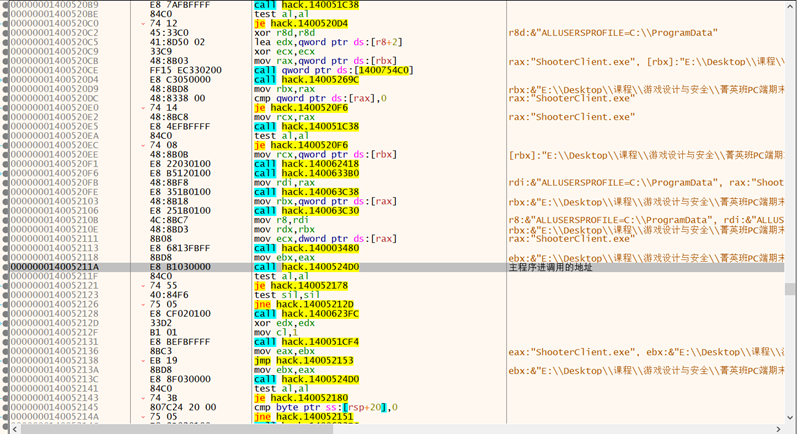 00000001400520B9 E8 7AFBFFFF call hack.140051C38
00000001400520BE 84C0 test al,al
00000001400520C0 74 12 je hack.1400520D4
00000001400520C2 45:33C0 xor r8d,r8d r8d:&"ALLUSERSPROFILE=C:\\ProgramData"
00000001400520C5 41:8D50 02 lea edx,qword ptr ds:[r8+2]
00000001400520C9 33C9 xor ecx,ecx
00000001400520CB 48:8B03 mov rax,qword ptr ds:[rbx] rax:"ShooterClient.exe", [rbx]:"E:\\Desktop\\课程\\
00000001400520CE FF15 EC330200 call qword ptr ds:[1400754C0]
00000001400520D4 E8 C3050000 call hack.14005269C
00000001400520D9 48:8BD8 mov rbx,rax rbx:&"E:\\Desktop\\课程\\游戏设计与安全\\菁英班PC端期末
00000001400520DC 48:8338 00 cmp qword ptr ds:[rax],0 rax:"ShooterClient.exe"
00000001400520E0 74 14 je hack.1400520F6
00000001400520E2 48:8BC8 mov rcx,rax rax:"ShooterClient.exe"
00000001400520E5 E8 4EFBFFFF call hack.140051C38
00000001400520EA 84C0 test al,al
00000001400520EC 74 08 je hack.1400520F6
00000001400520EE 48:8B0B mov rcx,qword ptr ds:[rbx] [rbx]:"E:\\Desktop\\课程\\游戏设计与安全\\菁英班PC端期
00000001400520F1 E8 22030100 call hack.140062418
00000001400520F6 E8 B5120100 call hack.1400633B0
00000001400520FB 48:8BF8 mov rdi,rax rdi:&"ALLUSERSPROFILE=C:\\ProgramData", rax:"Shoot
00000001400520FE E8 351B0100 call hack.140063C38
0000000140052103 48:8B18 mov rbx,qword ptr ds:[rax] rbx:&"E:\\Desktop\\课程\\游戏设计与安全\\菁英班PC端期末
0000000140052106 E8 251B0100 call hack.140063C30
000000014005210B 4C:8BC7 mov r8,rdi r8:&"ALLUSERSPROFILE=C:\\ProgramData", rdi:&"ALLUS
000000014005210E 48:8BD3 mov rdx,rbx rbx:&"E:\\Desktop\\课程\\游戏设计与安全\\菁英班PC端期末
0000000140052111 8B08 mov ecx,dword ptr ds:[rax] rax:"ShooterClient.exe"
0000000140052113 E8 6813FBFF call hack.140003480
0000000140052118 8BD8 mov ebx,eax ebx:&"E:\\Desktop\\课程\\游戏设计与安全\\菁英班PC端期末
000000014005211A E8 B1030000 call hack.1400524D0 主程序进调用的地址
000000014005211F 84C0 test al,al
0000000140052121 74 55 je hack.140052178
0000000140052123 40:84F6 test sil,sil
0000000140052126 75 05 jne hack.14005212D
0000000140052128 E8 CF020100 call hack.1400623FC
000000014005212D 33D2 xor edx,edx
000000014005212F B1 01 mov cl,1
0000000140052131 E8 BEFBFFFF call hack.140051CF4
0000000140052136 8BC3 mov eax,ebx eax:"ShooterClient.exe", ebx:&"E:\\Desktop\\课程\\游
0000000140052138 EB 19 jmp hack.140052153
000000014005213A 8BD8 mov ebx,eax ebx:&"E:\\Desktop\\课程\\游戏设计与安全\\菁英班PC端期末
000000014005213C E8 8F030000 call hack.1400524D0
0000000140052141 84C0 test al,al
0000000140052143 74 3B je hack.140052180
0000000140052145 807C24 20 00 cmp byte ptr ss:[rsp+20],0
000000014005214A 75 05 jne hack.140052151